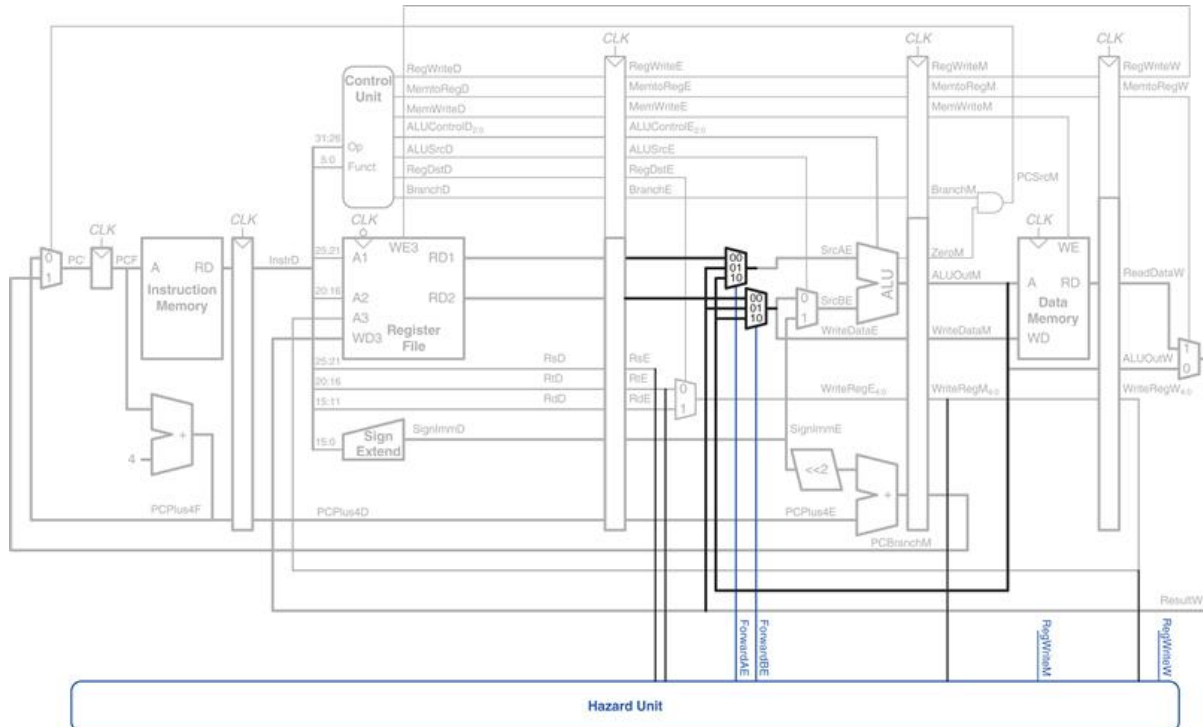 CLK
CLK
CLK
Control
Unit
RegWriteD
RegWriteE
RegWriteM
RegWriteW
MemtoRegD
MemtoRegE
MemtoRegM
MemtoRegW
MemWriteD
MemWriteE
MemWriteM
ALUControlD2:0
ALUControlE2:0
31:26
Op
ALUSrcD
ALUSrcE
5:0
Funct
RegDstD
RegDstE
PCSrcM
BranchD
BranchE
BranchM
CLK
CLK
CLK
CLK
0
1
PC'
PCF
A
RD
Instruction
Memory
InstrD
25:21
A1
WE3
RD1
20:16
A2
RD2
A3
WD3
Register
File
00
01
10
00
01
10
SrcAE
0
1
SrcBE
ALU
ZeroM
ALUOutM
WriteDataE
WriteDataM
WE
A
RD
Data
Memory
WD
ReadDataW
1
0
ALUOutW
25:21
RsD
RsE
20:16
RtD
RtE
15:11
RdD
RdE
0
1
WriteRegE4:0
WriteRegM4:0
WriteRegW4:0
15:0
Sign
Extend
SignImmD
SignImmE
+
4
<<2
+
PCPlus4F
PCPlus4D
PCPlus4E
PCBranchM
ResultW
ForwardAE
ForwardBE
RegWriteM
RegWriteW
Hazard Unit